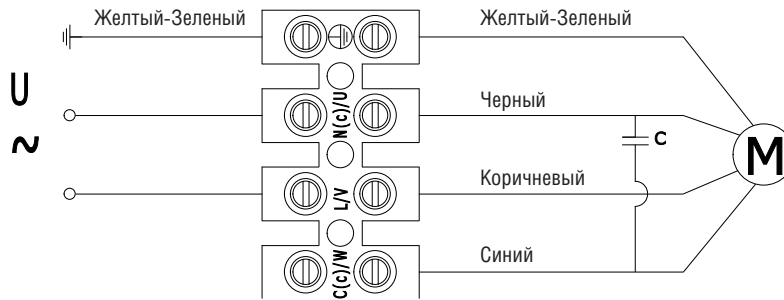 Желтый-Зеленый
Желтый-Зеленый
U
~
N(c)/U
Черный
C
M
L/V
Коричневый
C(c)/W
Синий